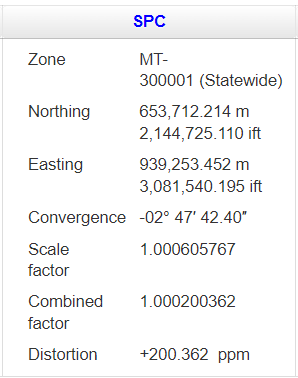 SPC
Zone MT-
300001 (Statewide)
Northing 653,712.214 m
2,144,725.110 ift
Easting 939,253.452 m
3,081,540.195 ift
Convergence -02° 47′ 42.40″
Scale 1.000605767
factor
Combined 1.000200362
factor
Distortion +200.362 ppm